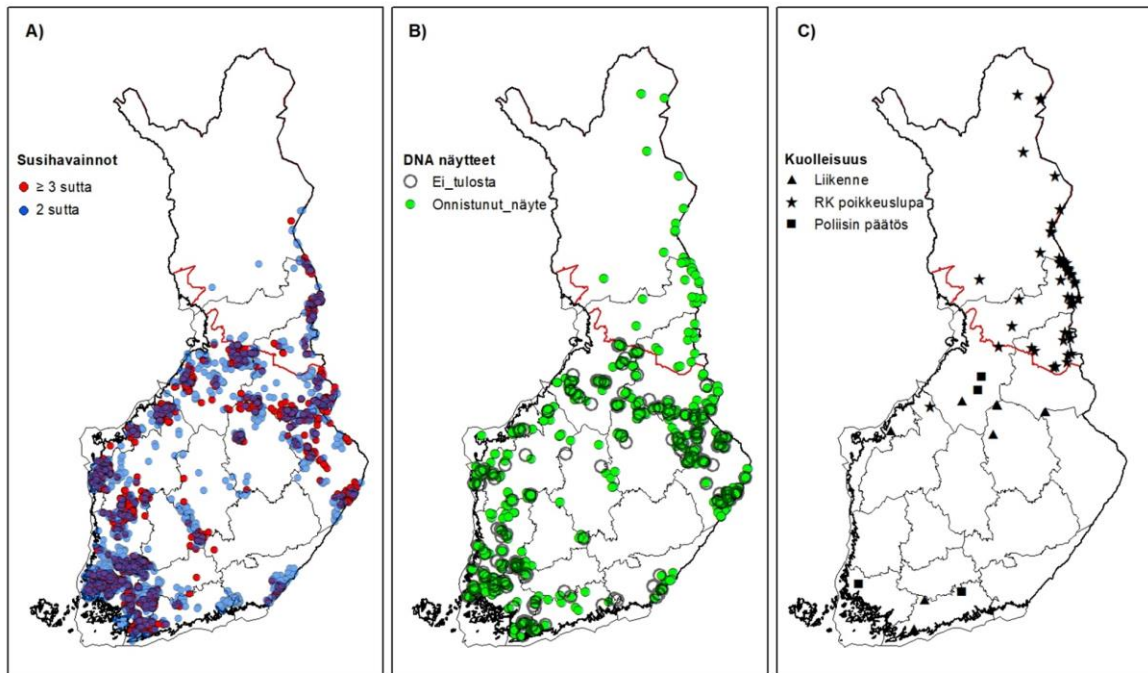 A)
Susihavainnot
≥ 3 sutta
2 sutta
B)
DNA näytteet
Ei_tulosta
Onnistunut_näyte
C)
Kuolleisuus
Liikenne
RK poikkeuslupa
Poliisin päätös